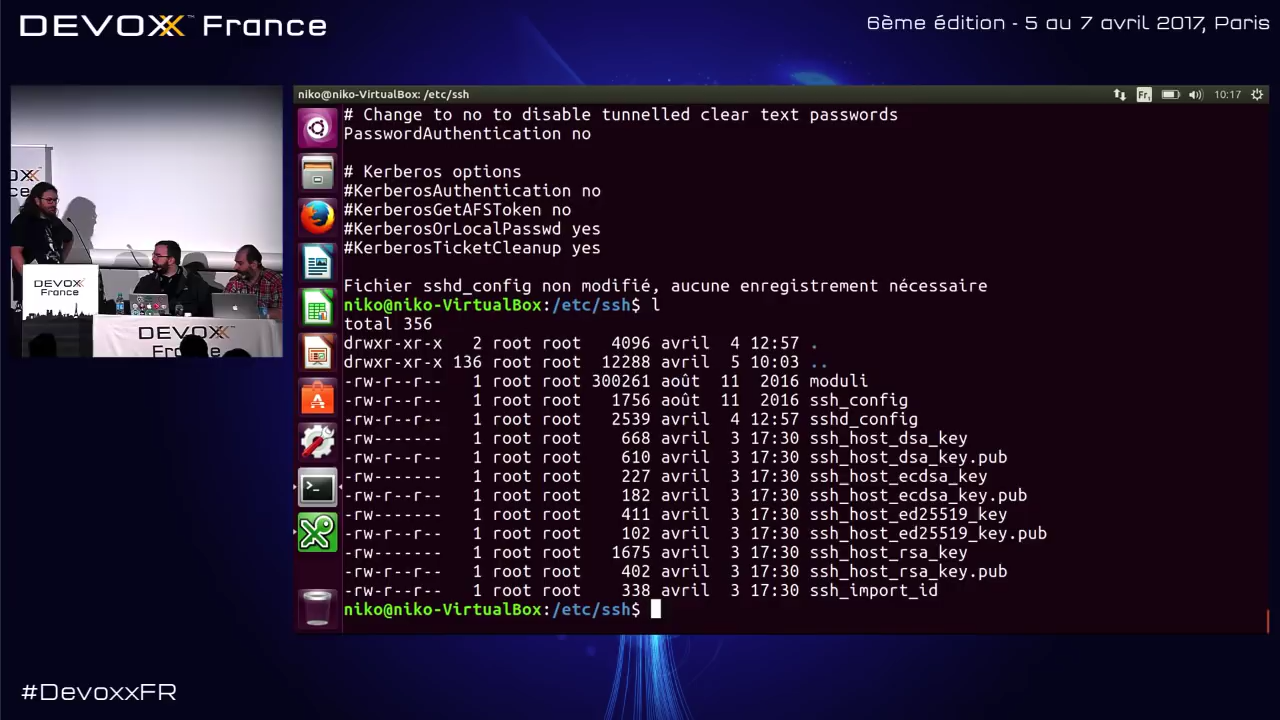 DEVOXX™ France
6ème édition - 5 au 7 avril 2017, Paris
niko@niko-VirtualBox: /etc/ssh
Fr
10:17
# Change to no to disable tunnelled clear text passwords
PasswordAuthentication no
# Kerberos options
#KerberosAuthentication no
#KerberosGetAFSToken no
#KerberosOrLocalPasswd yes
#KerberosTicketCleanup yes
Fichier sshd_config non modifié, aucune enregistrement nécessaire
niko@niko-VirtualBox:/etc/ssh$ l
total 356
drwxr-xr-x 2 root root 4096 avril 4 12:57 .
drwxr-xr-x 136 root root 12288 avril 5 10:03 ..
-rw-r--r-- 1 root root 300261 août 11 2016 moduli
-rw-r--r-- 1 root root 1756 août 11 2016 ssh_config
-rw-r--r-- 1 root root 2539 avril 4 12:57 sshd_config
-rw------- 1 root root 668 avril 3 17:30 ssh_host_dsa_key
-rw-r--r-- 1 root root 610 avril 3 17:30 ssh_host_dsa_key.pub
-rw------- 1 root root 227 avril 3 17:30 ssh_host_ecdsa_key
-rw-r--r-- 1 root root 182 avril 3 17:30 ssh_host_ecdsa_key.pub
-rw------- 1 root root 411 avril 3 17:30 ssh_host_ed25519_key
-rw-r--r-- 1 root root 102 avril 3 17:30 ssh_host_ed25519_key.pub
-rw------- 1 root root 1675 avril 3 17:30 ssh_host_rsa_key
-rw-r--r-- 1 root root 402 avril 3 17:30 ssh_host_rsa_key.pub
-rw-r--r-- 1 root root 338 avril 3 17:30 ssh_import_id
niko@niko-VirtualBox:/etc/ssh$
DEVOXX
France
DEVOXX
France
#DevoxxFR